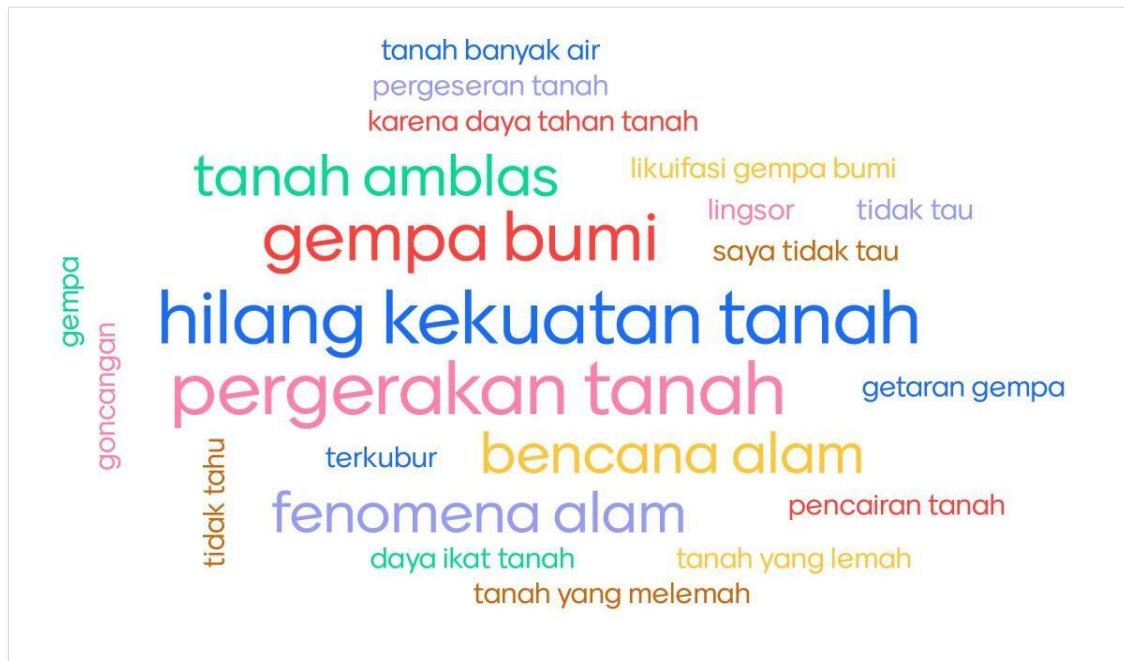 tanah banyak air
pergeseran tanah
karena daya tahan tanah
tanah amblas
likuifasi gempa bumi
lingsor
tidak tau
gempa bumi
saya tidak tau
gempa
hilang kekuatan tanah
goncangan
pergerakan tanah
getaran gempa
tidak tahu
terkubur
bencana alam
fenomena alam
pencairan tanah
daya ikat tanah
tanah yang lemah
tanah yang melemah